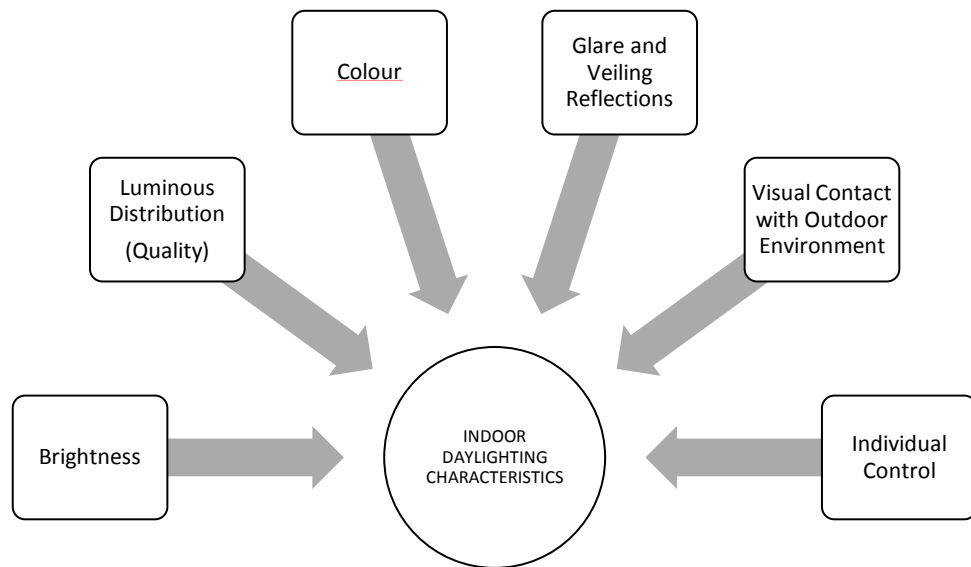 Colour
Glare and
Veiling
Reflections
Luminous
Distribution
(Quality)
Visual Contact
with Outdoor
Environment
Brightness
INDOOR
DAYLIGHTING
CHARACTERISTICS
Individual
Control